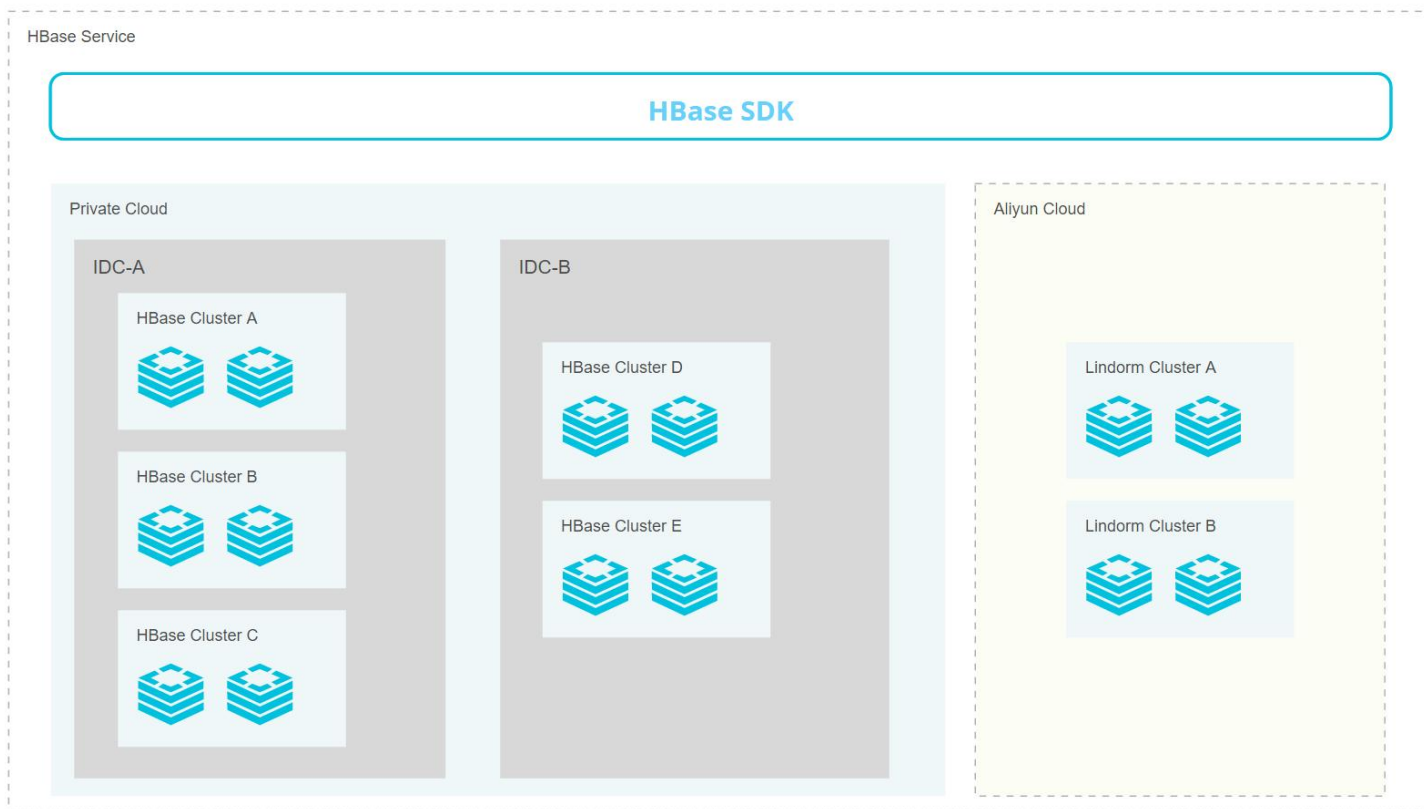 HBase Service
HBase SDK
Private Cloud
IDC-A
HBase Cluster A
HBase Cluster B
HBase Cluster C
IDC-B
HBase Cluster D
HBase Cluster E
Aliyun Cloud
Lindorm Cluster A
Lindorm Cluster B